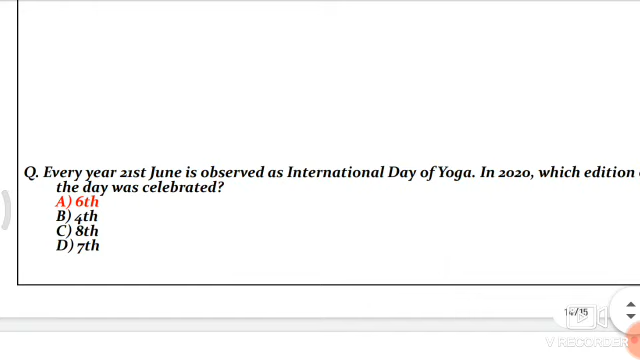 Q. Every year 21st June is observed as International Day of Yoga. In 2020, which edition
the day was celebrated?
A) 6th
B) 4th
C) 8th
D) 7th
14/15
V RECORDER